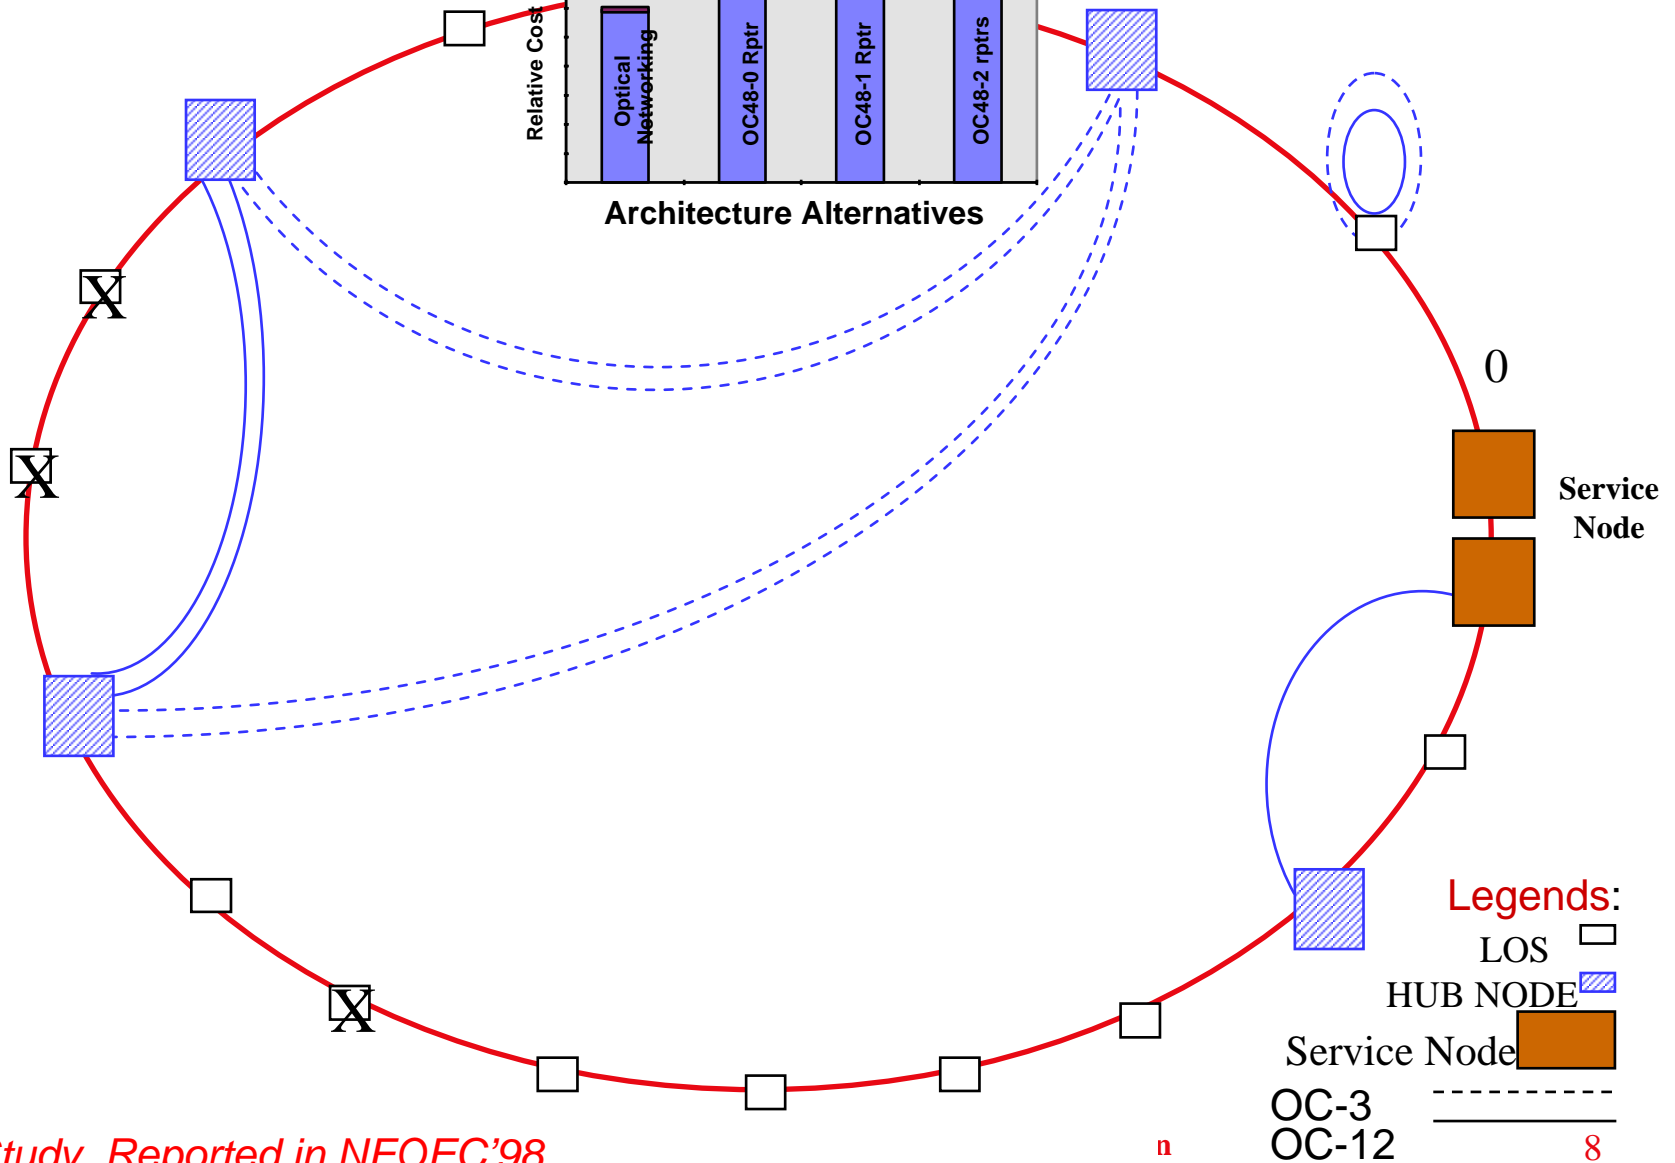 Relative Cost
Optical
Networking
OC48-0 Rptr
OC48-1 Rptr
OC48-2 rptrs
Architecture Alternatives
X
0
X
Service
Node
Legends:
LOS
HUB NODE
X
Service Node
OC-3
OC-12
Study Reported in NFOEC'98
n
8